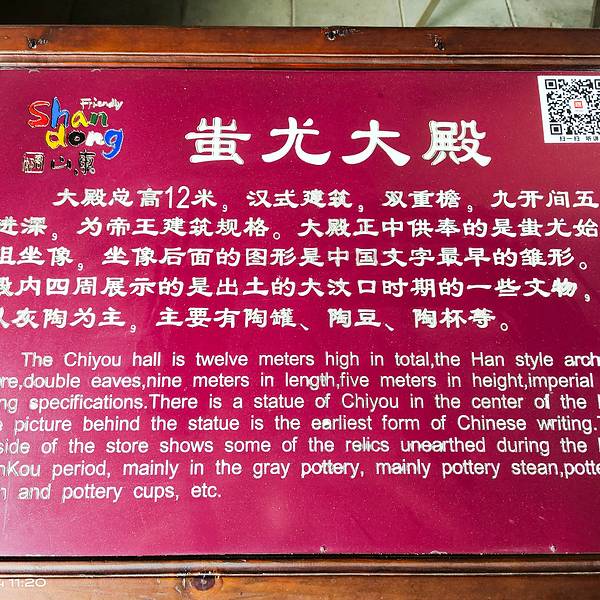 Friendly
Shan
dong
山東
扫一扫 听讲
蚩尤大殿
大殿总高12米，汉式建筑，双重檐，九开间五
进深，为帝王建筑规格。大殿正中供奉的是蚩尤始
祖坐像，坐像后面的图形是中国文字最早的雏形。
殿内四周展示的是出土的大汶口时期的一些文物，
以灰陶为主，主要有陶罐、陶豆、陶杯等。
The Chiyou hall is twelve meters high in total,the Han style arch
re,double eaves,nine meters in length,five meters in height,imperial
ng specifications.There is a statue of Chiyou in the center of the
picture behind the statue is the earliest form of Chinese writing.
side of the store shows some of the relics unearthed during the
nKou period, mainly in the gray pottery, mainly pottery stean,potte
and pottery cups, etc.
11:20